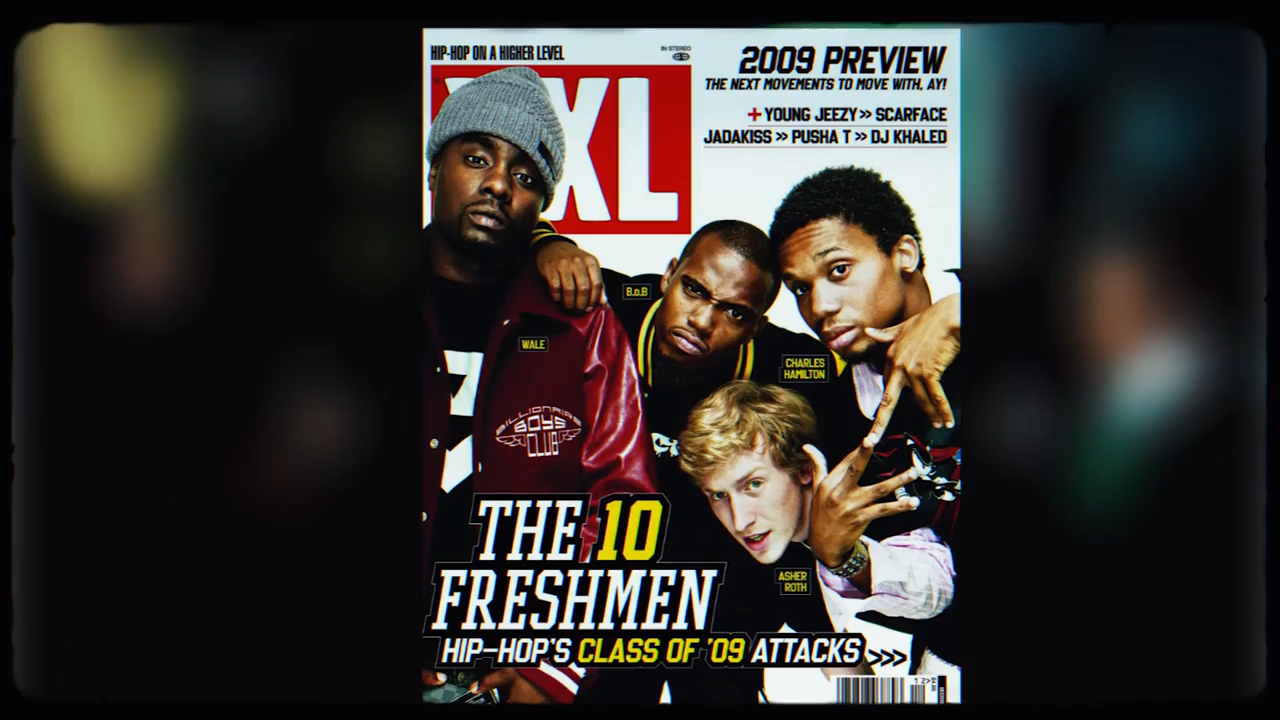 HIP-HOP ON A HIGHER LEVEL
IN STEREO
XXL
2009 PREVIEW
THE NEXT MOVEMENTS TO MOVE WITH, AY!
+ YOUNG JEEZY >> SCARFACE
JADAKISS >> PUSHA T >> DJ KHALED
B.o.B
WALE
CHARLES
HAMILTON
BILLIONAIRE
BOYS
CLUB
ASHER
ROTH
THE 10
FRESHMEN
HIP-HOP'S CLASS OF '09 ATTACKS >>>